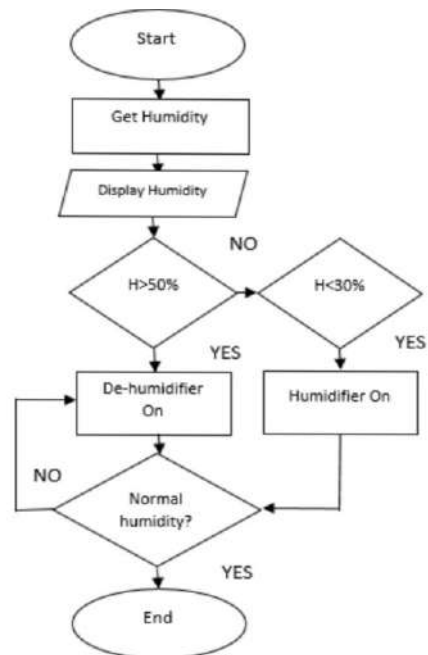 Start
Get Humidity
Display Humidity
NO
H>50%
H<30%
YES
YES
De-humidifier
On
Humidifier On
NO
Normal
humidity?
YES
End